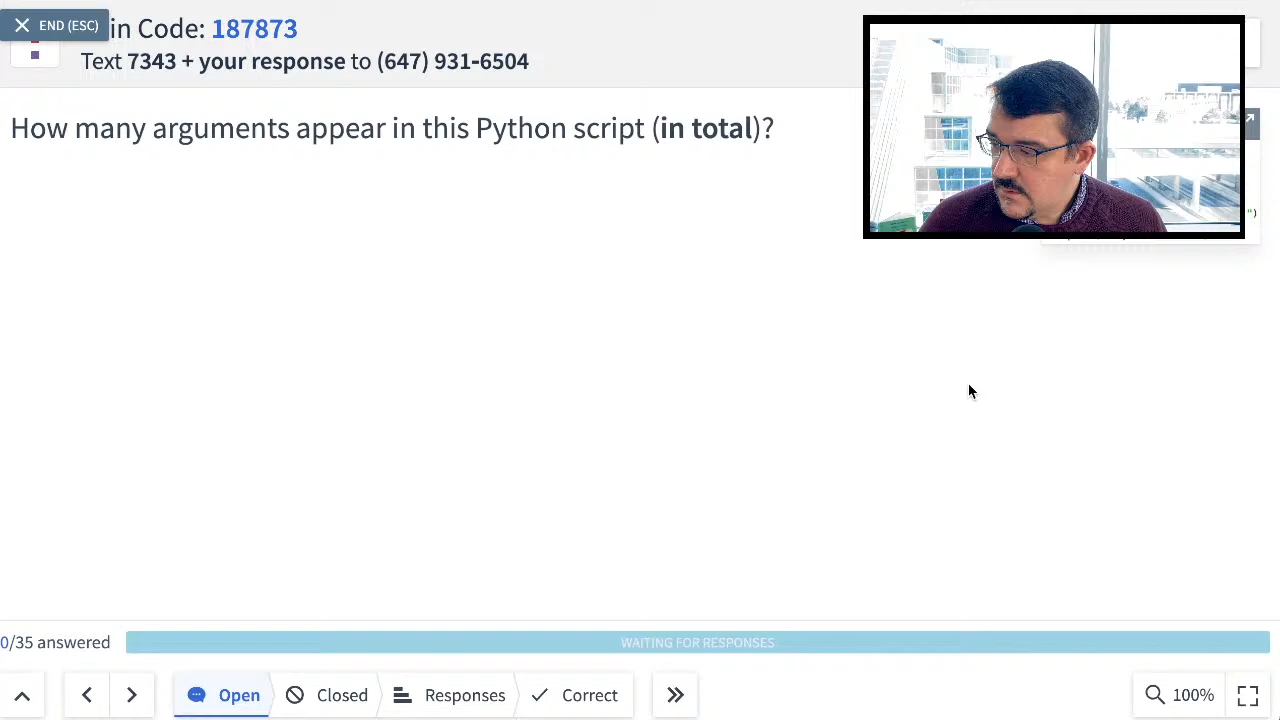 END (ESC)
in Code: 187873
Text 7343 + your response to (647) 931-6504
How many arguments appear in this Python script (in total)?
")
0/35 answered
WAITING FOR RESPONSES
Open
Closed
Responses
Correct
100%